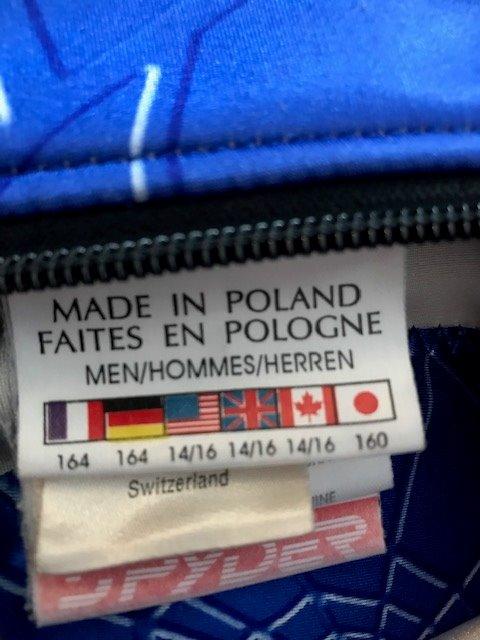 MADE IN POLAND
FAITES EN POLOGNE
MEN/HOMMES/HERREN
164 164 14/16 14/16 14/16 160
Switzerland
SPYDER